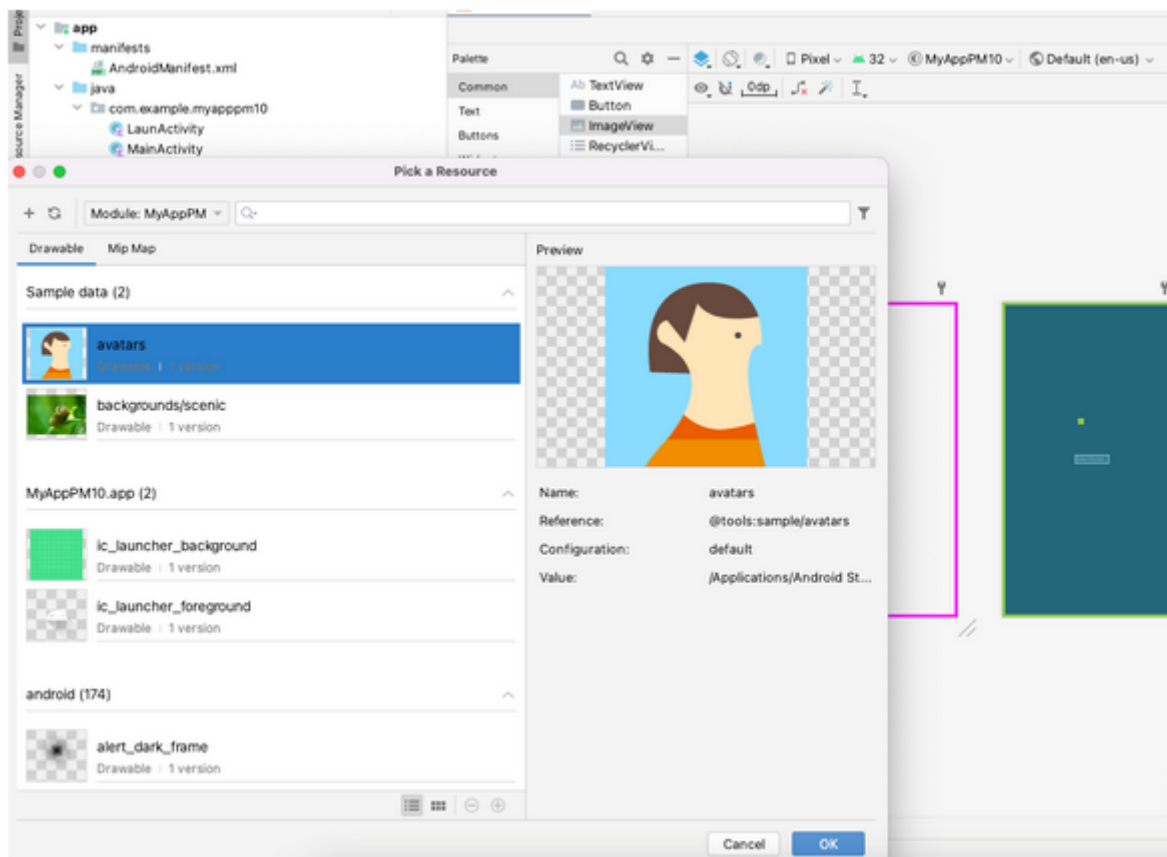 Proje
app
manifests
AndroidManifest.xml
java
com.example.myapppm10
LaunActivity
MainActivity
source Manager
Palette
Common
Text
Buttons
Ab TextView
Button
ImageView
RecyclerVi...
Pixel
32
MyAppPM10
Default (en-us)
0dp
Pick a Resource
Module: MyAppPM
Drawable Mip Map
Sample data (2)
avatars
Drawable | 1 version
backgrounds/scenic
Drawable | 1 version
MyAppPM10.app (2)
ic_launcher_background
Drawable | 1 version
ic_launcher_foreground
Drawable | 1 version
android (174)
alert_dark_frame
Drawable | 1 version
Preview
Name: avatars
Reference: @tools:sample/avatars
Configuration: default
Value: /Applications/Android St...
Cancel OK